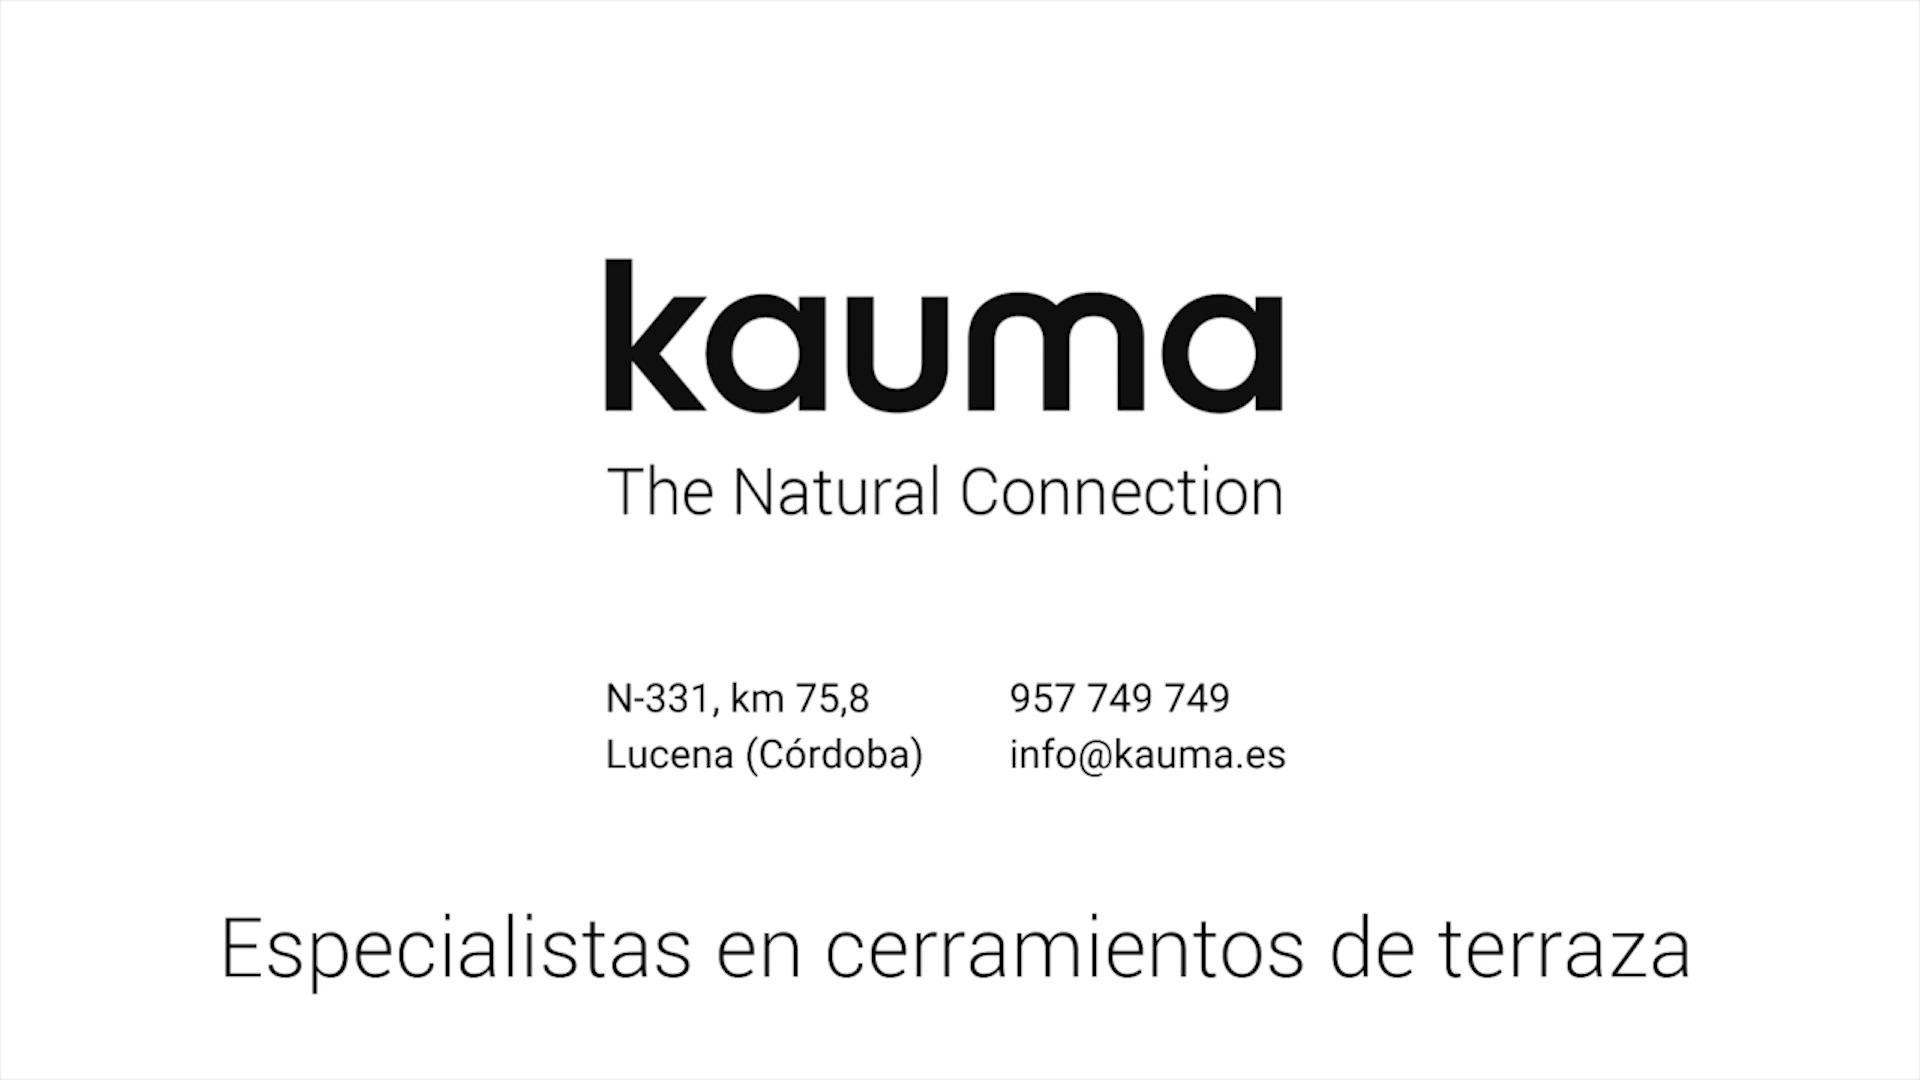 kauma
The Natural Connection
N-331, km 75,8
Lucena (Córdoba)
957 749 749
info@kauma.es
Especialistas en cerramientos de terraza